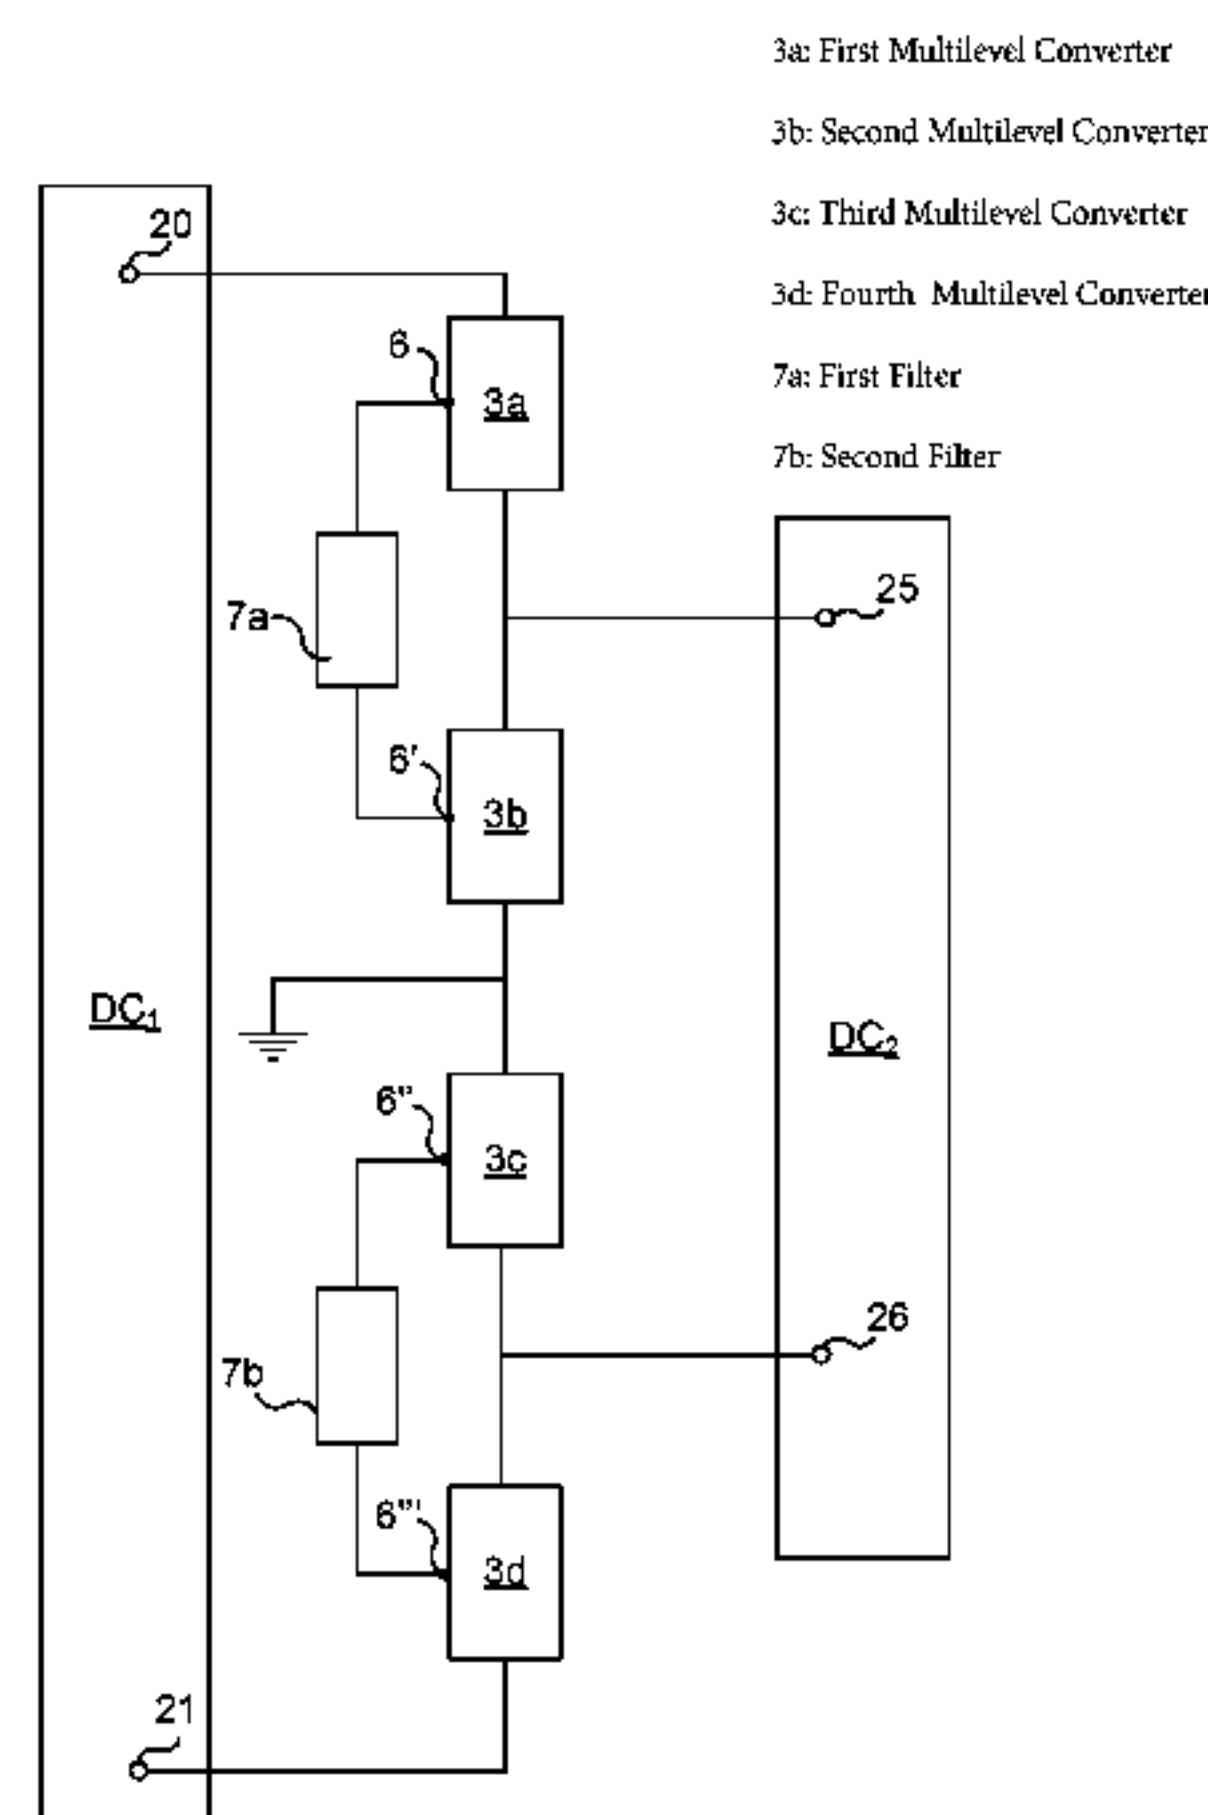 3a: First Multilevel Converter
3b: Second Multilevel Converter
3c: Third Multilevel Converter
3d: Fourth Multilevel Converter
7a: First Filter
7b: Second Filter
20
6
3a
25
7a
6'
3b
DC₁
DC₂
6"
3c
26
7b
6"'
3d
21